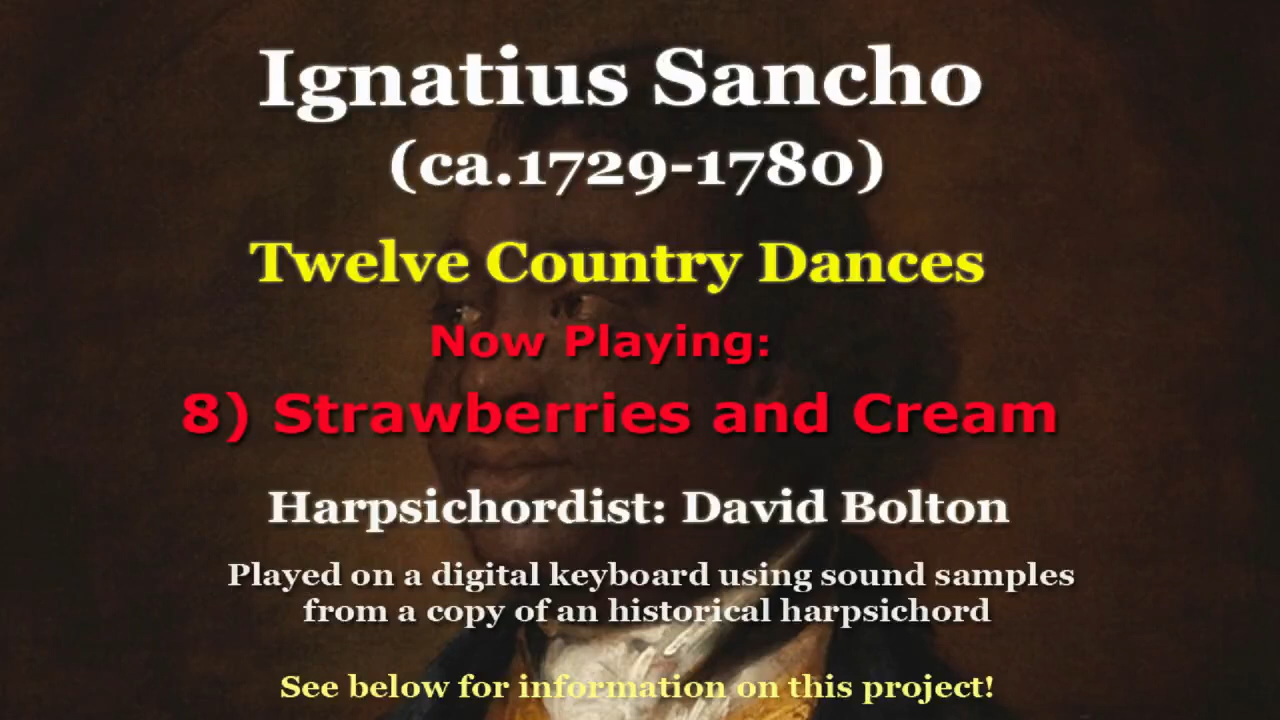 Ignatius Sancho
(ca.1729-1780)
Twelve Country Dances
Now Playing:
8) Strawberries and Cream
Harpsichordist: David Bolton
Played on a digital keyboard using sound samples
from a copy of an historical harpsichord
See below for information on this project!